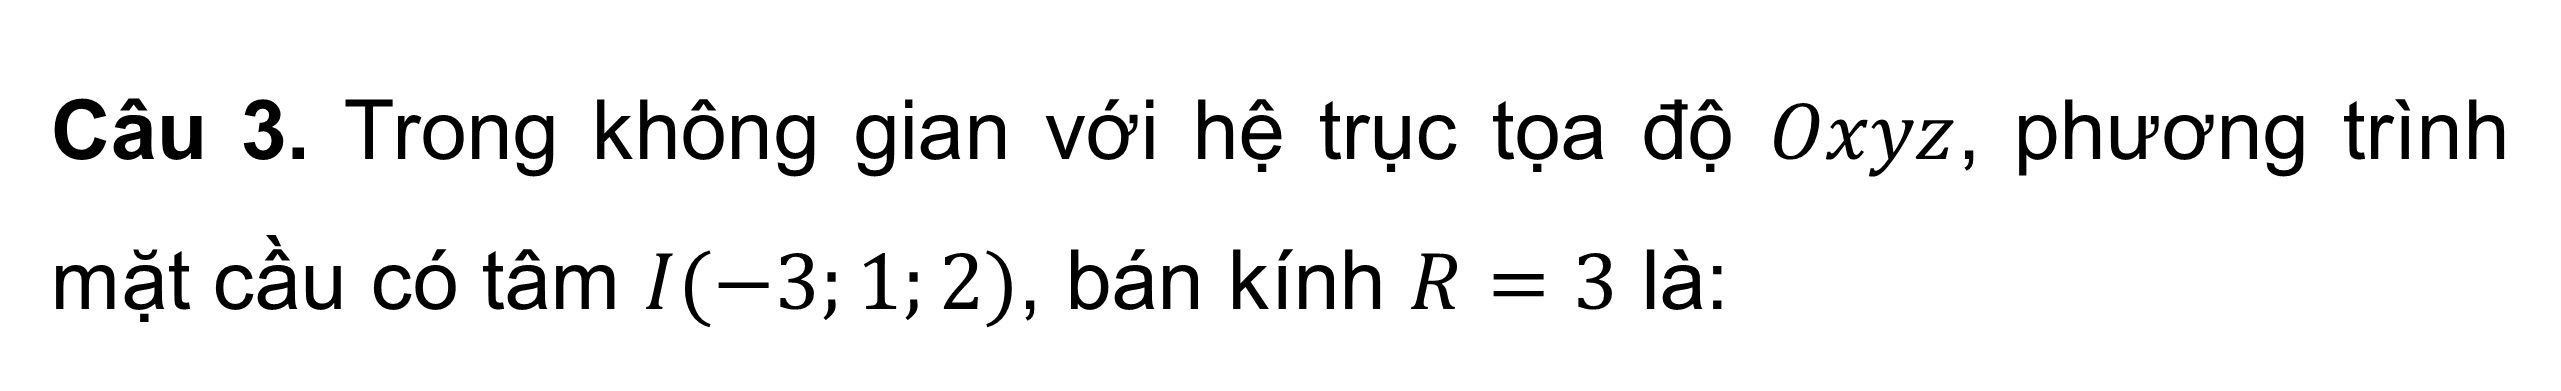 Câu 3. Trong không gian với hệ trục tọa độ Oxyz, phương trình
mặt cầu có tâm I(−3; 1; 2), bán kính R = 3 là: